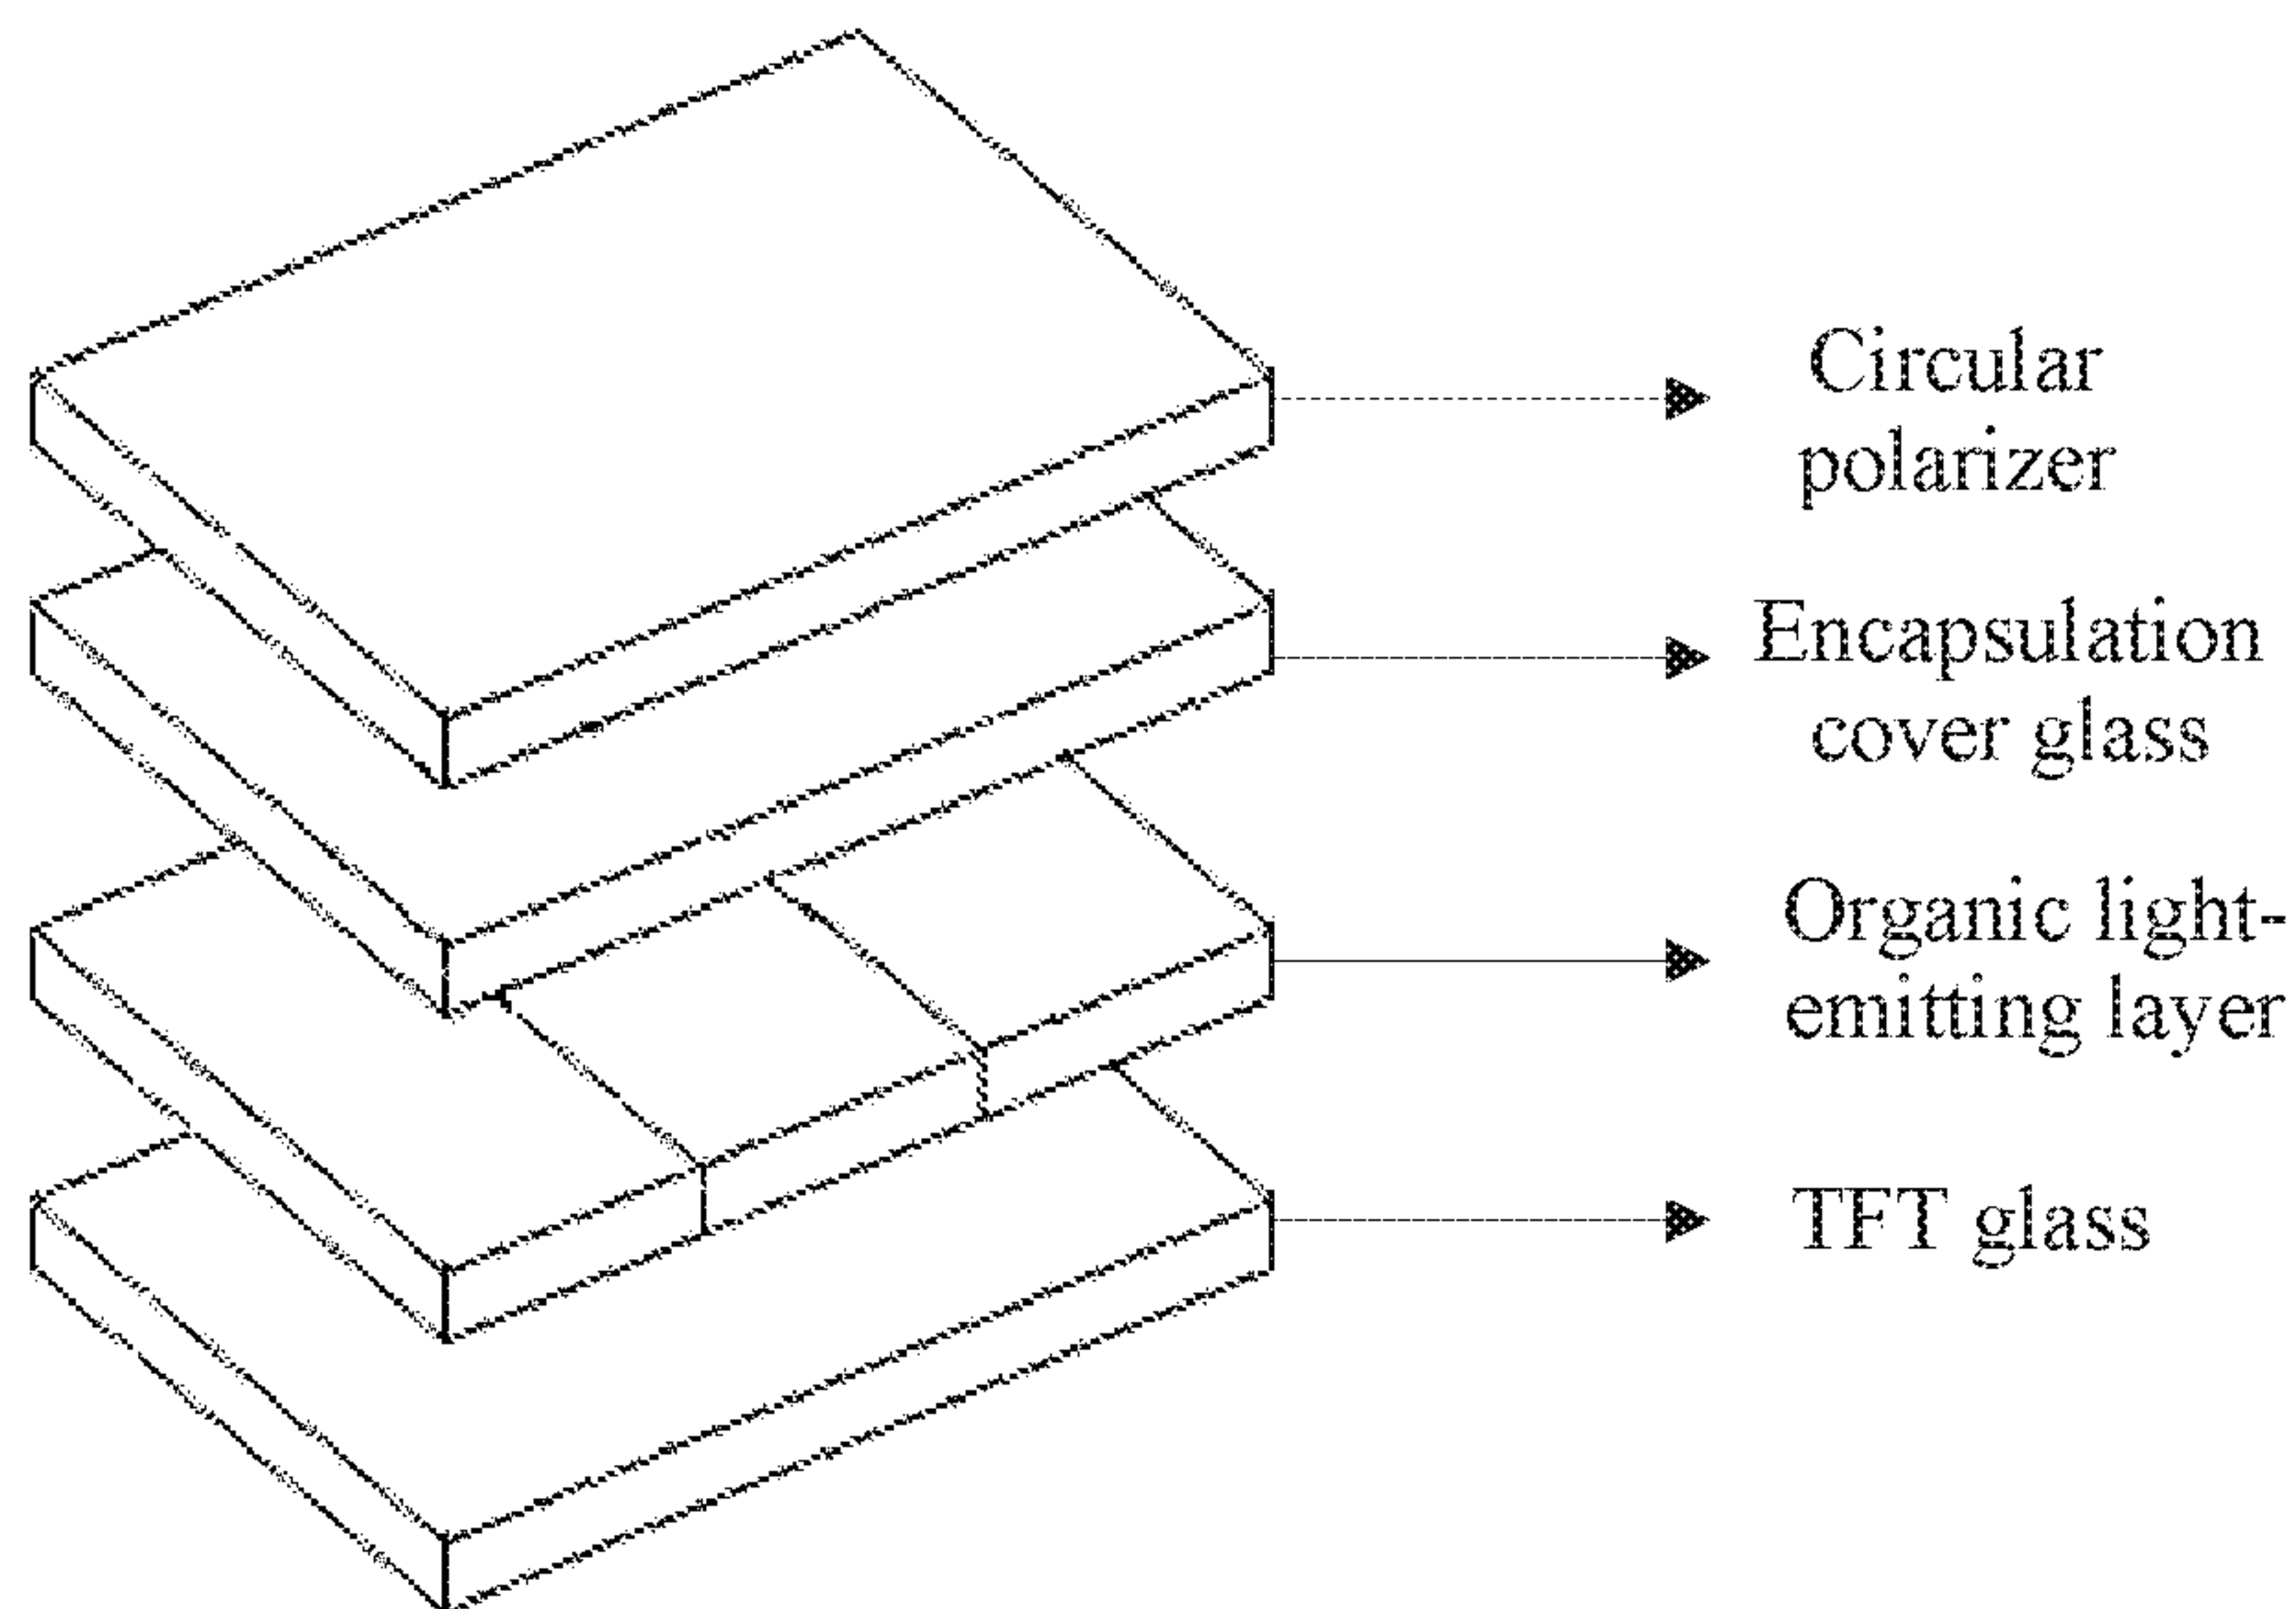 Circular
polarizer
Encapsulation
cover glass
Organic light-
emitting layer
TFT glass